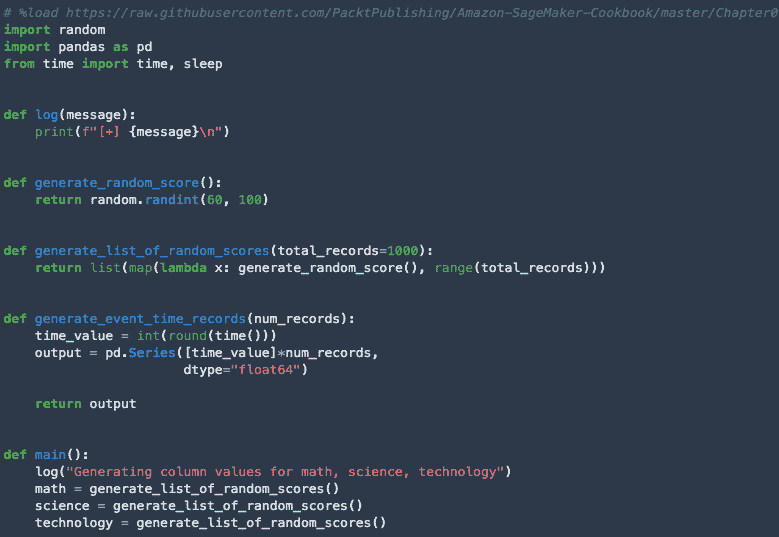 # %load https://raw.githubusercontent.com/PacktPublishing/Amazon-SageMaker-Cookbook/master/Chapter0
import random
import pandas as pd
from time import time, sleep
def log(message):
    print(f"[+] {message}\n")
def generate_random_score():
    return random.randint(60, 100)
def generate_list_of_random_scores(total_records=1000):
    return list(map(lambda x: generate_random_score(), range(total_records)))
def generate_event_time_records(num_records):
    time_value = int(round(time()))
    output = pd.Series([time_value]*num_records,
                       dtype="float64")
    return output
def main():
    log("Generating column values for math, science, technology")
    math = generate_list_of_random_scores()
    science = generate_list_of_random_scores()
    technology = generate_list_of_random_scores()